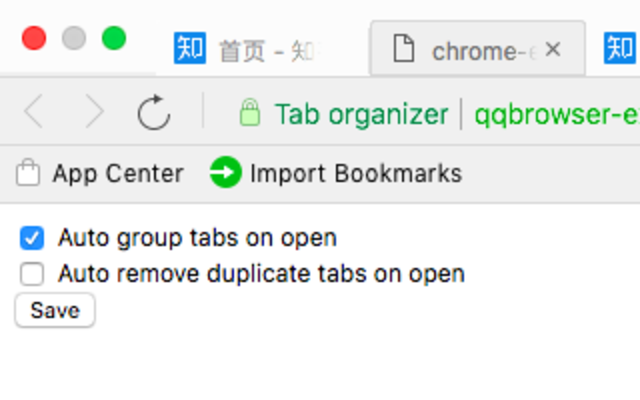 知 首页 - 知 chrome-e 知
Tab organizer qqbrowser-e
App Center Import Bookmarks
Auto group tabs on open
Auto remove duplicate tabs on open
Save